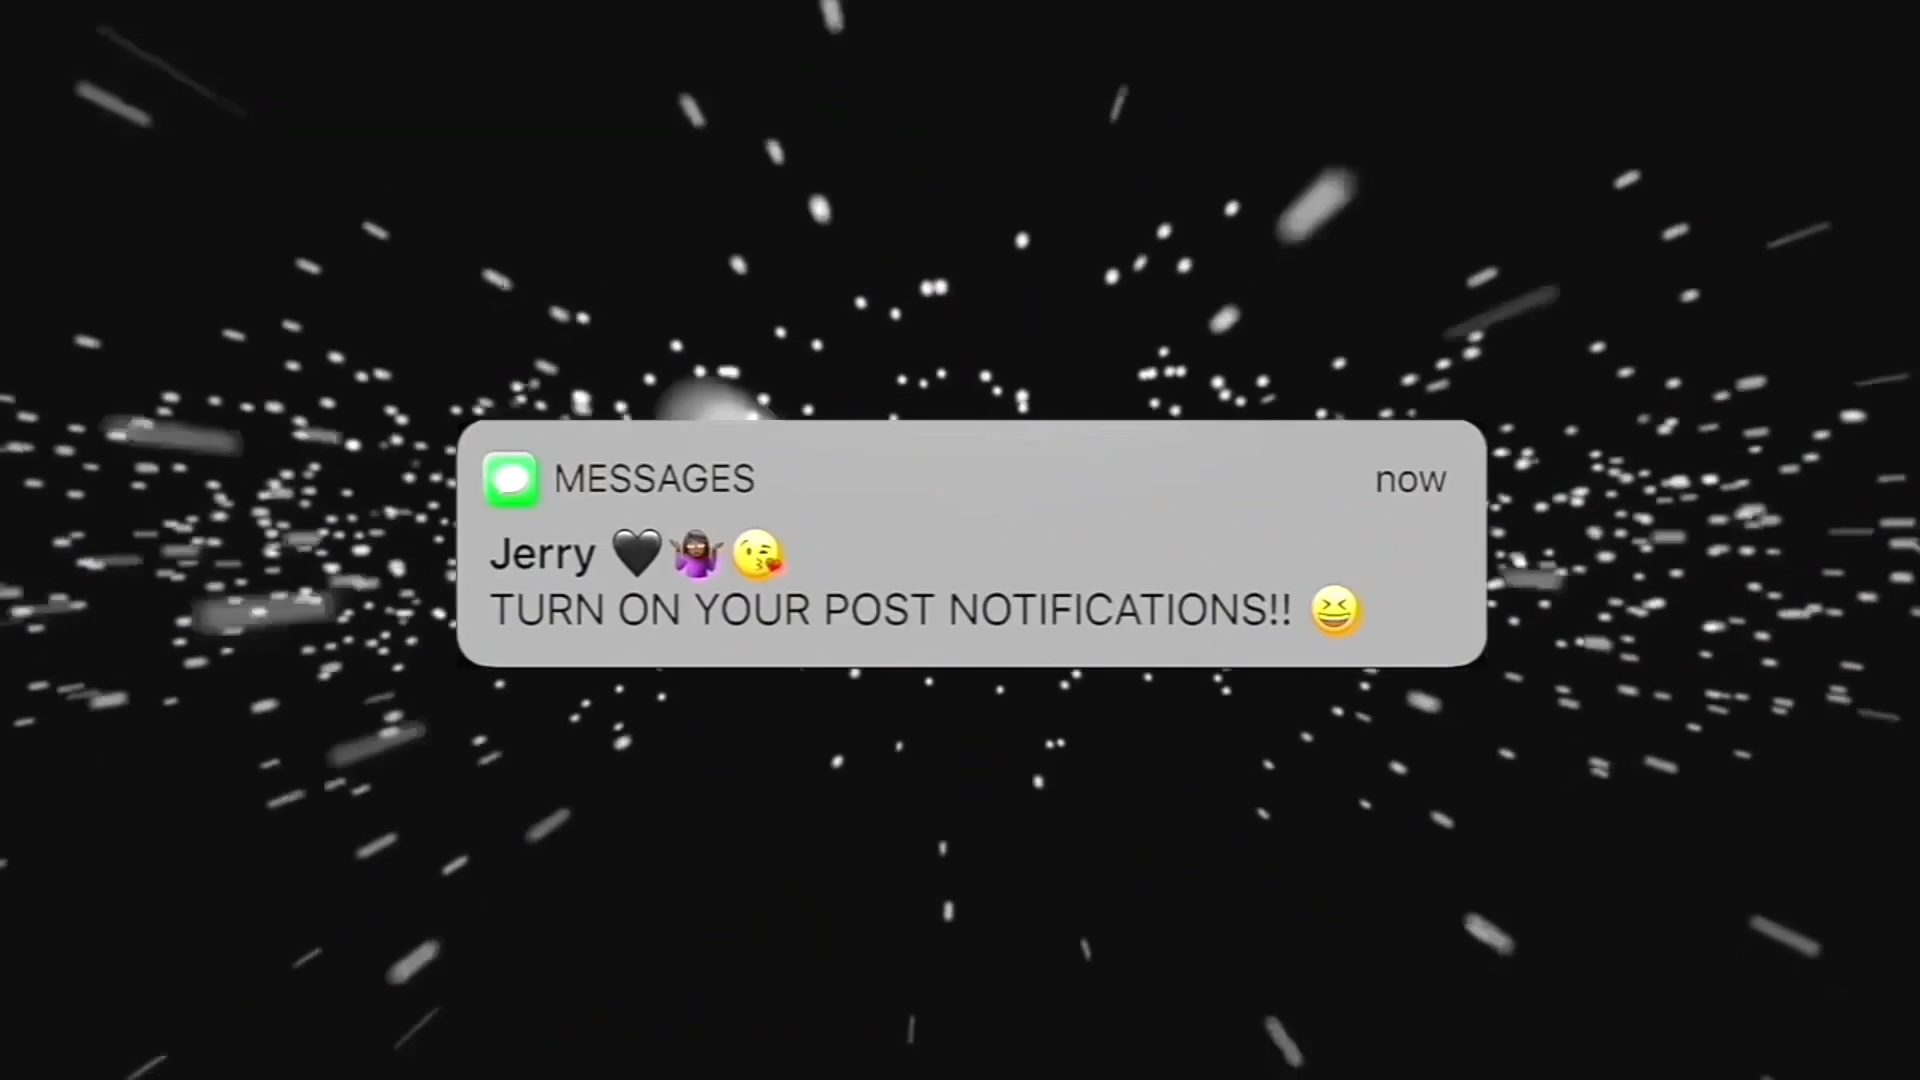 MESSAGES now
Jerry 🖤🤷🏾‍♀️😘
TURN ON YOUR POST NOTIFICATIONS!! 😆